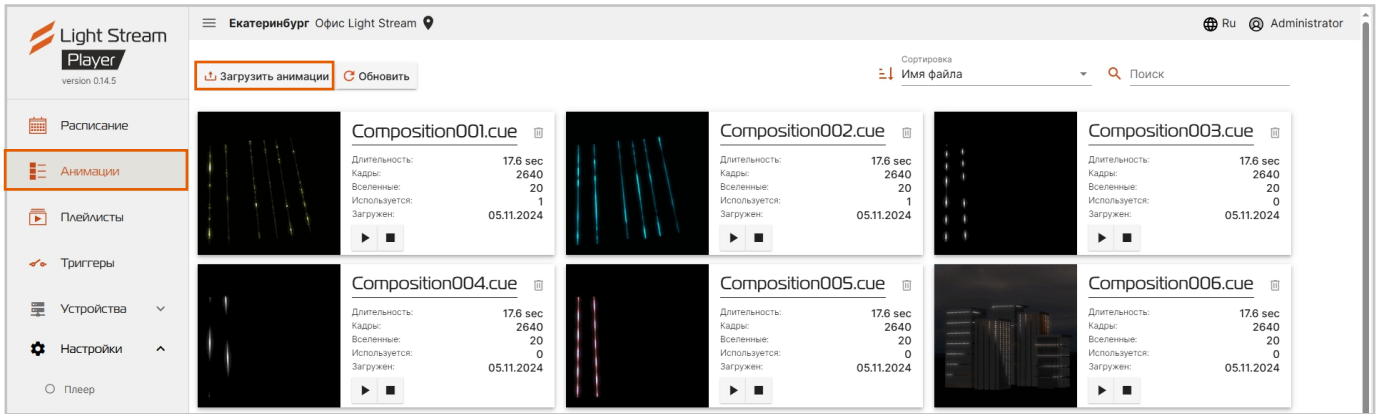 Light Stream
Player
version 0.14.5
Екатеринбург Офис Light Stream
Ru Administrator
Загрузить анимации
Обновить
Сортировка
Имя файла
Поиск
Расписание
Анимации
Плейлисты
Триггеры
Устройства
Настройки
Плеер
Composition001.cue
Длительность: 17.6 sec
Кадры: 2640
Вселенные: 20
Используется: 1
Загружен: 05.11.2024
Composition002.cue
Длительность: 17.6 sec
Кадры: 2640
Вселенные: 20
Используется: 1
Загружен: 05.11.2024
Composition003.cue
Длительность: 17.6 sec
Кадры: 2640
Вселенные: 20
Используется: 0
Загружен: 05.11.2024
Composition004.cue
Длительность: 17.6 sec
Кадры: 2640
Вселенные: 20
Используется: 0
Загружен: 05.11.2024
Composition005.cue
Длительность: 17.6 sec
Кадры: 2640
Вселенные: 20
Используется: 0
Загружен: 05.11.2024
Composition006.cue
Длительность: 17.6 sec
Кадры: 2640
Вселенные: 20
Используется: 0
Загружен: 05.11.2024